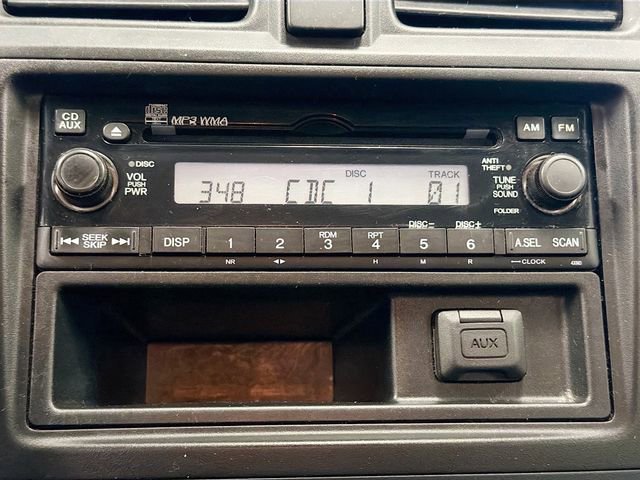 CD
AUX
DISC
MP3 WMA
AM FM
DISC
VOL
PUSH
PWR
DISC TRACK
348 CDC 1 01
ANTI
THEFT
TUNE
PUSH
SOUND
FOLDER
SEEK
SKIP
DISP
1
2
RDM
3
RPT
4
DISC-
5
DISC+
6
A.SEL SCAN
NR H M R CLOCK
AUX